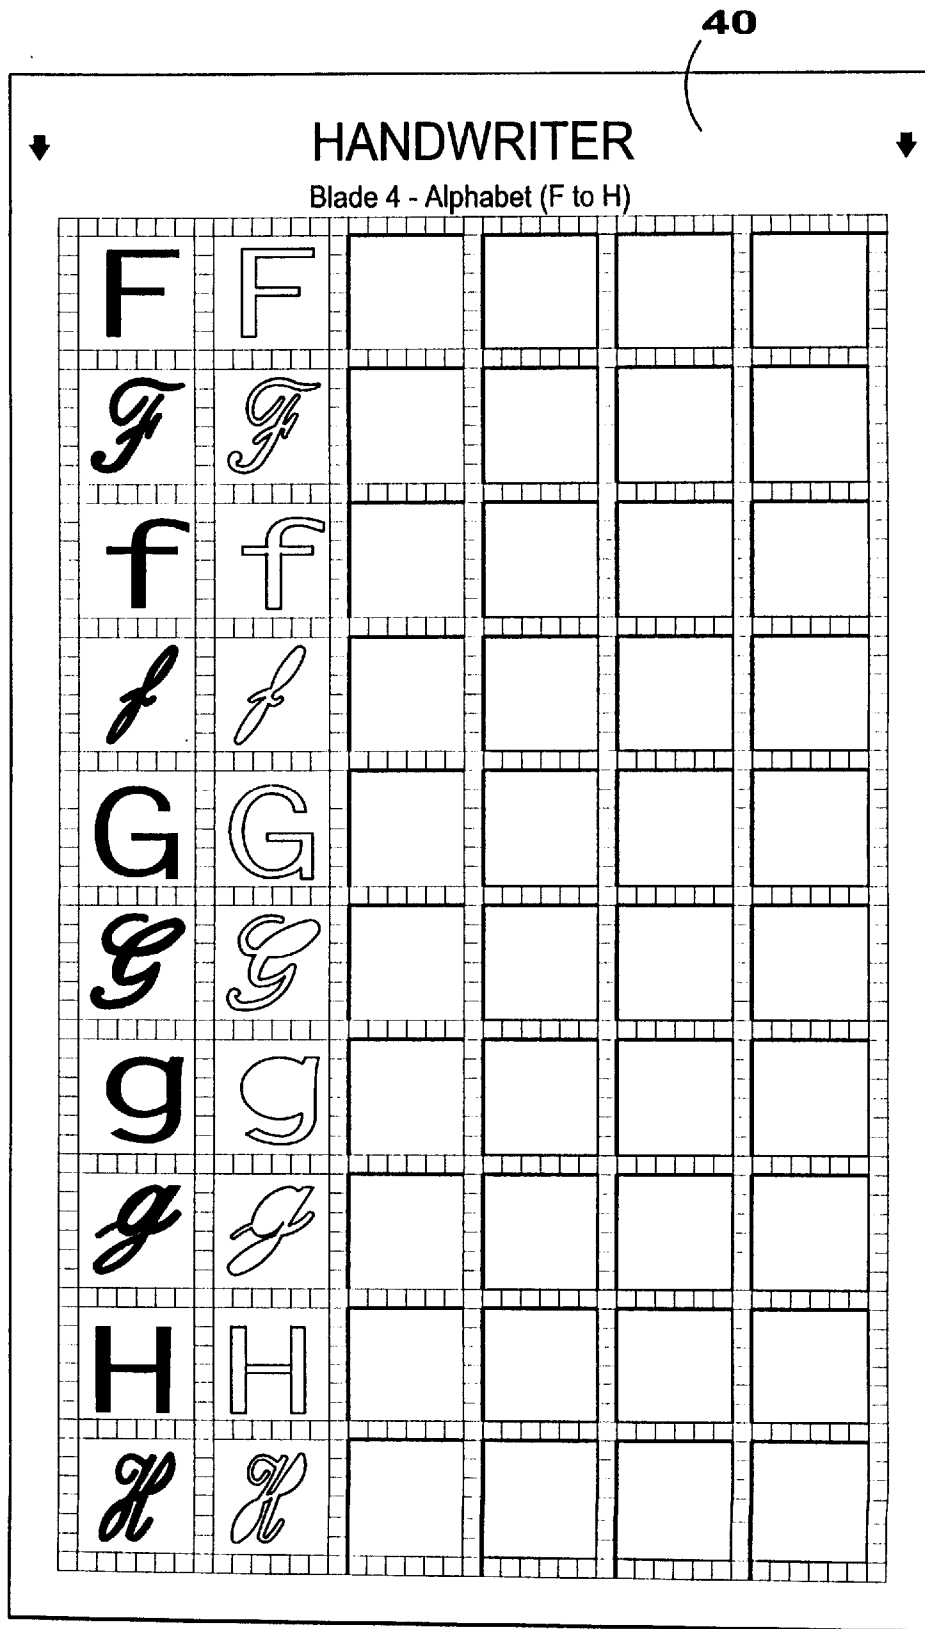 40
HANDWRITER
Blade 4 - Alphabet (F to H)
F F
F F
f f
f f
G G
G G
g g
g g
H H
H H